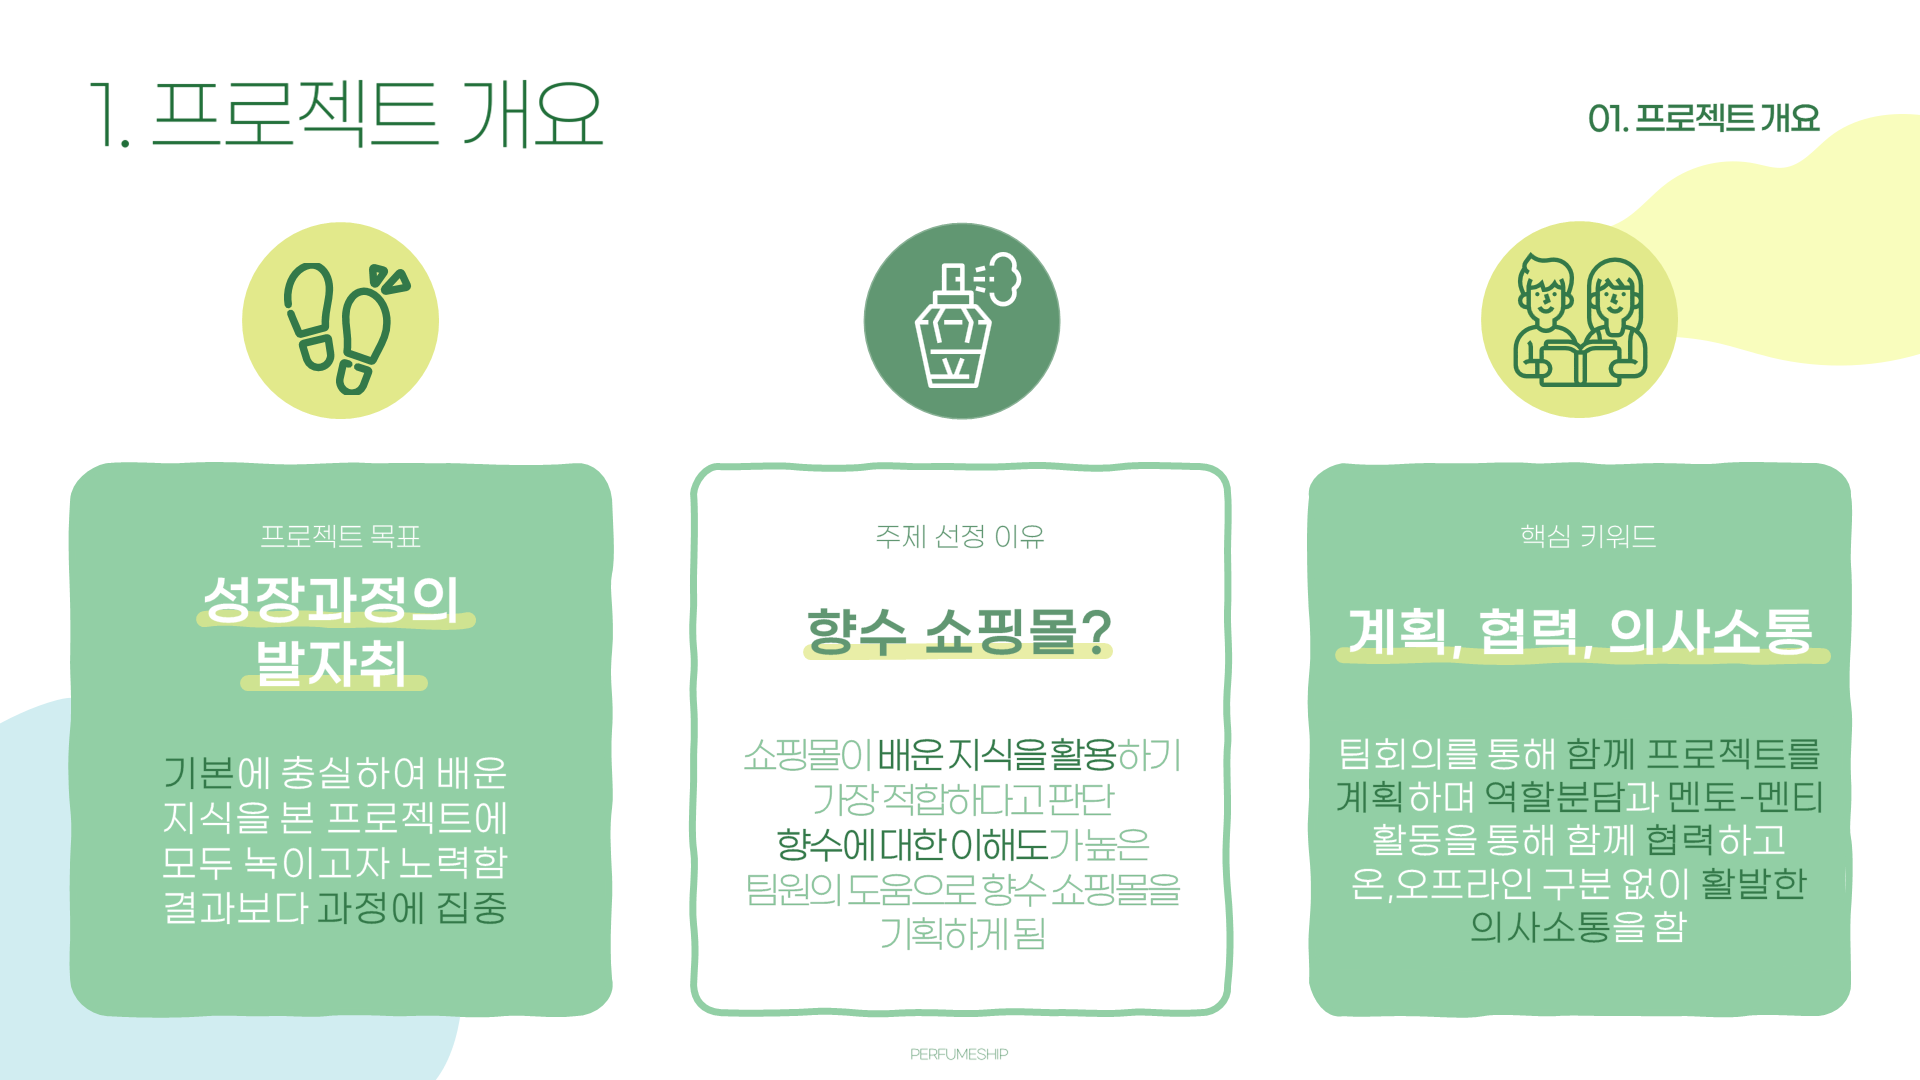 1. 프로젝트 개요
01. 프로젝트 개요
프로젝트 목표
성장과정의
발자취
기본에 충실하여 배운
지식을 본 프로젝트에
모두 녹이고자 노력함
결과보다 과정에 집중
주제 선정 이유
향수 쇼핑몰?
쇼핑몰이 배운 지식을 활용하기
가장 적합하다고 판단
향수에 대한 이해도가 높은
팀원의 도움으로 향수 쇼핑몰을
기획하게 됨
핵심 키워드
계획, 협력, 의사소통
팀회의를 통해 함께 프로젝트를
계획하며 역할분담과 멘토-멘티
활동을 통해 함께 협력하고
온,오프라인 구분 없이 활발한
의사소통을 함
PERFUMESHIP